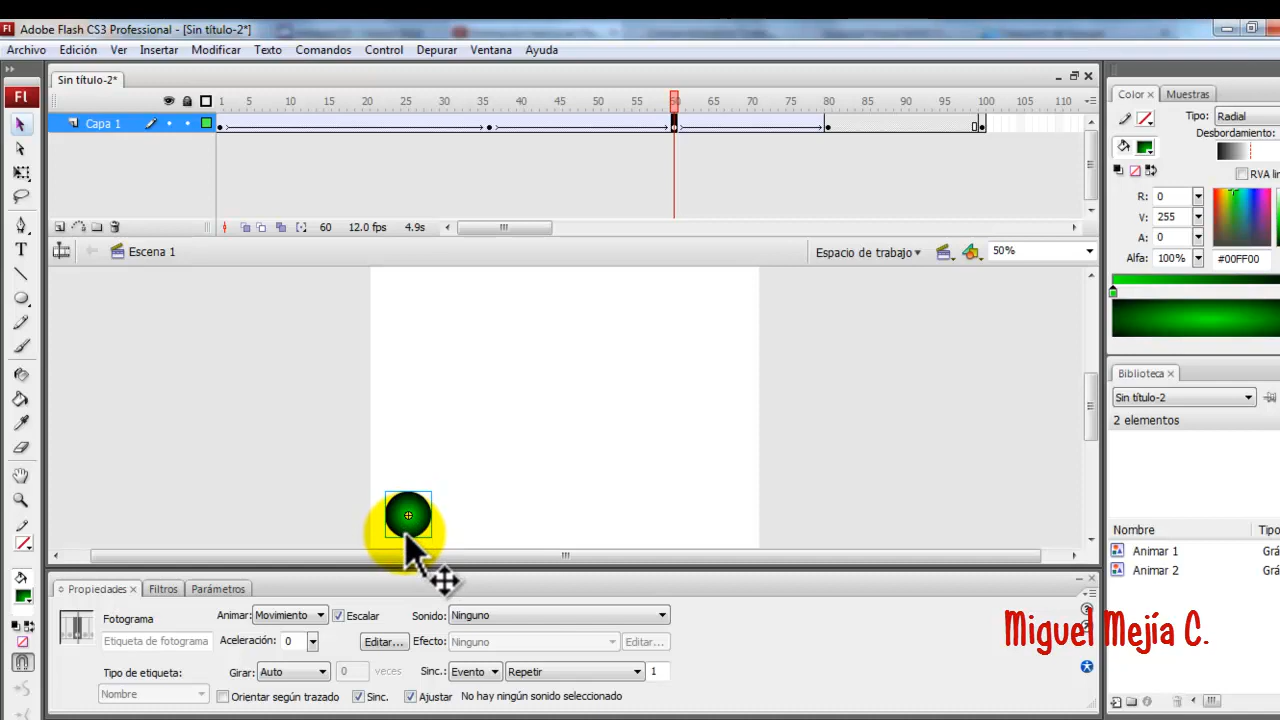 Adobe Flash CS3 Professional - [Sin título-2*]
Archivo Edición Ver Insertar Modificar Texto Comandos Control Depurar Ventana Ayuda
Sin título-2*
Color Muestras
1 5 10 15 20 25 30 35 40 45 50 55 60 65 70 75 80 85 90 95 100 105 110
Capa 1
Tipo: Radial
Desbordamiento:
RVA lin
R: 0
V: 255
A: 0
Alfa: 100% #00FF00
60 12.0 fps 4.9s
Escena 1 Espacio de trabajo 50%
Biblioteca
Sin título-2
2 elementos
Nombre Tipo
Animar 1 Grá
Animar 2 Grá
Propiedades Filtros Parámetros
Fotograma Animar: Movimiento Escalar Sonido: Ninguno
Etiqueta de fotograma Aceleración: 0 Editar... Efecto: Ninguno Editar...
Tipo de etiqueta: Girar: Auto 0 veces Sinc.: Evento Repetir 1
Nombre Orientar según trazado Sinc. Ajustar No hay ningún sonido seleccionado
Miguel Mejía C.
Fl